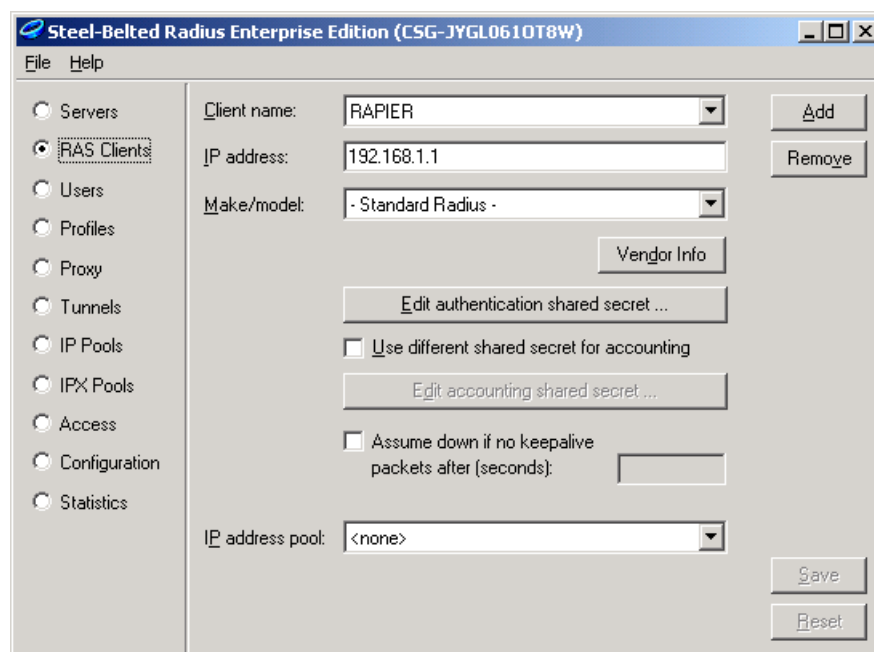 Steel-Belted Radius Enterprise Edition (CSG-JYGL061OT8W)
File Help
Servers
RAS Clients
Users
Profiles
Proxy
Tunnels
IP Pools
IPX Pools
Access
Configuration
Statistics
Client name: RAPIER
IP address: 192.168.1.1
Make/model: - Standard Radius -
Vendor Info
Edit authentication shared secret ...
Use different shared secret for accounting
Edit accounting shared secret ...
Assume down if no keepalive
packets after (seconds):
IP address pool: <none>
Add
Remove
Save
Reset